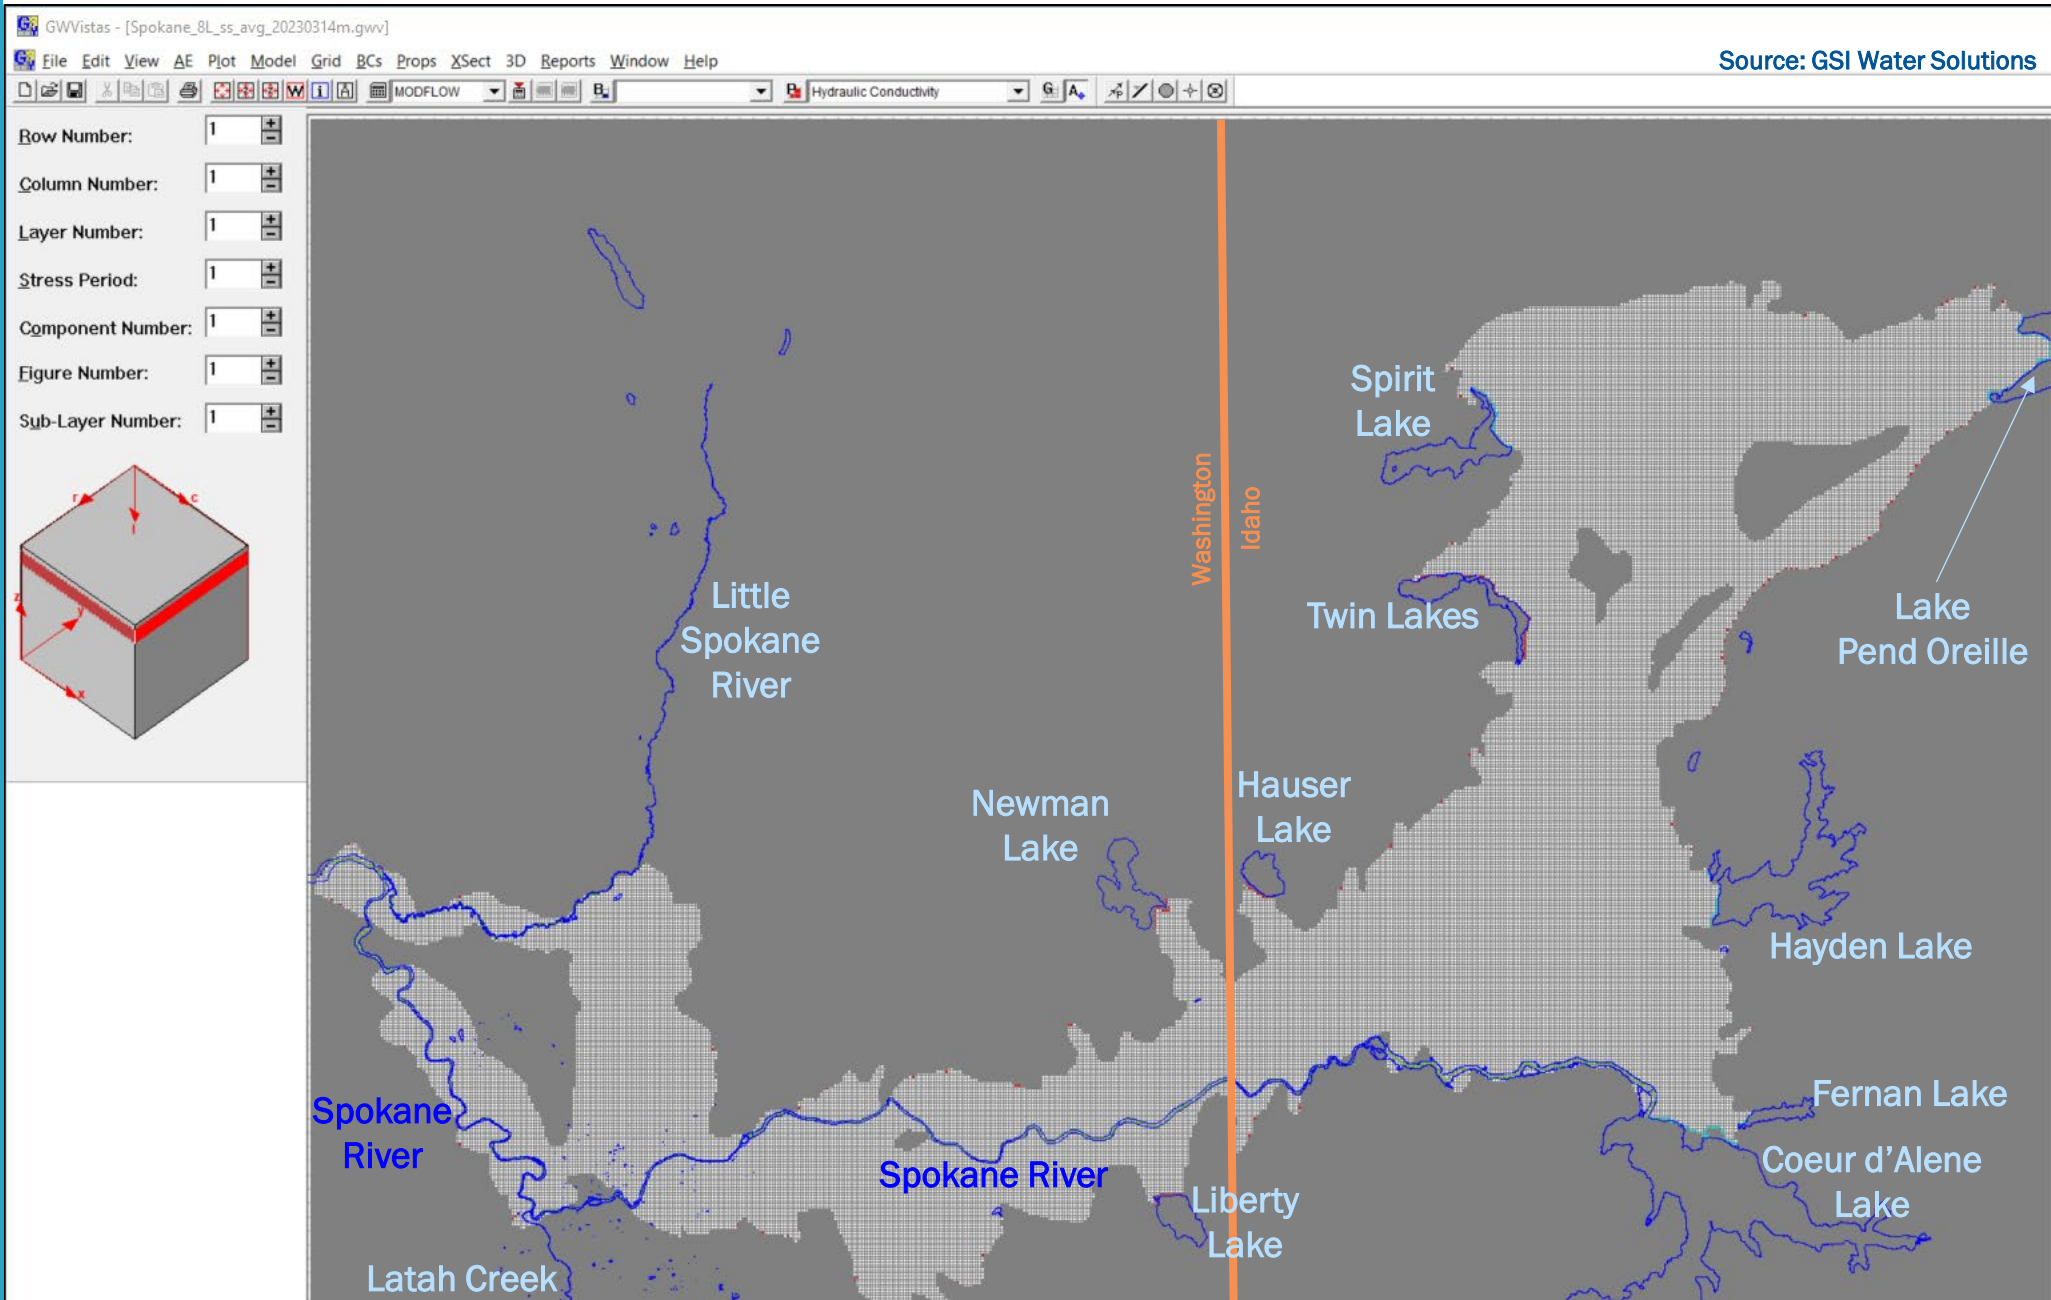 GWVistas - [Spokane_8L_ss_avg_20230314m.gwv]
File Edit View AE Plot Model Grid BCs Props XSect 3D Reports Window Help
Source: GSI Water Solutions
MODFLOW
Hydraulic Conductivity
Row Number: 1
Column Number: 1
Layer Number: 1
Stress Period: 1
Component Number: 1
Figure Number: 1
Sub-Layer Number: 1
r
c
l
z
y
x
Spirit
Lake
Washington
Idaho
Little
Spokane
River
Twin Lakes
Lake
Pend Oreille
Newman
Lake
Hauser
Lake
Hayden Lake
Spokane
River
Spokane River
Fernan Lake
Coeur d'Alene
Lake
Liberty
Lake
Latah Creek